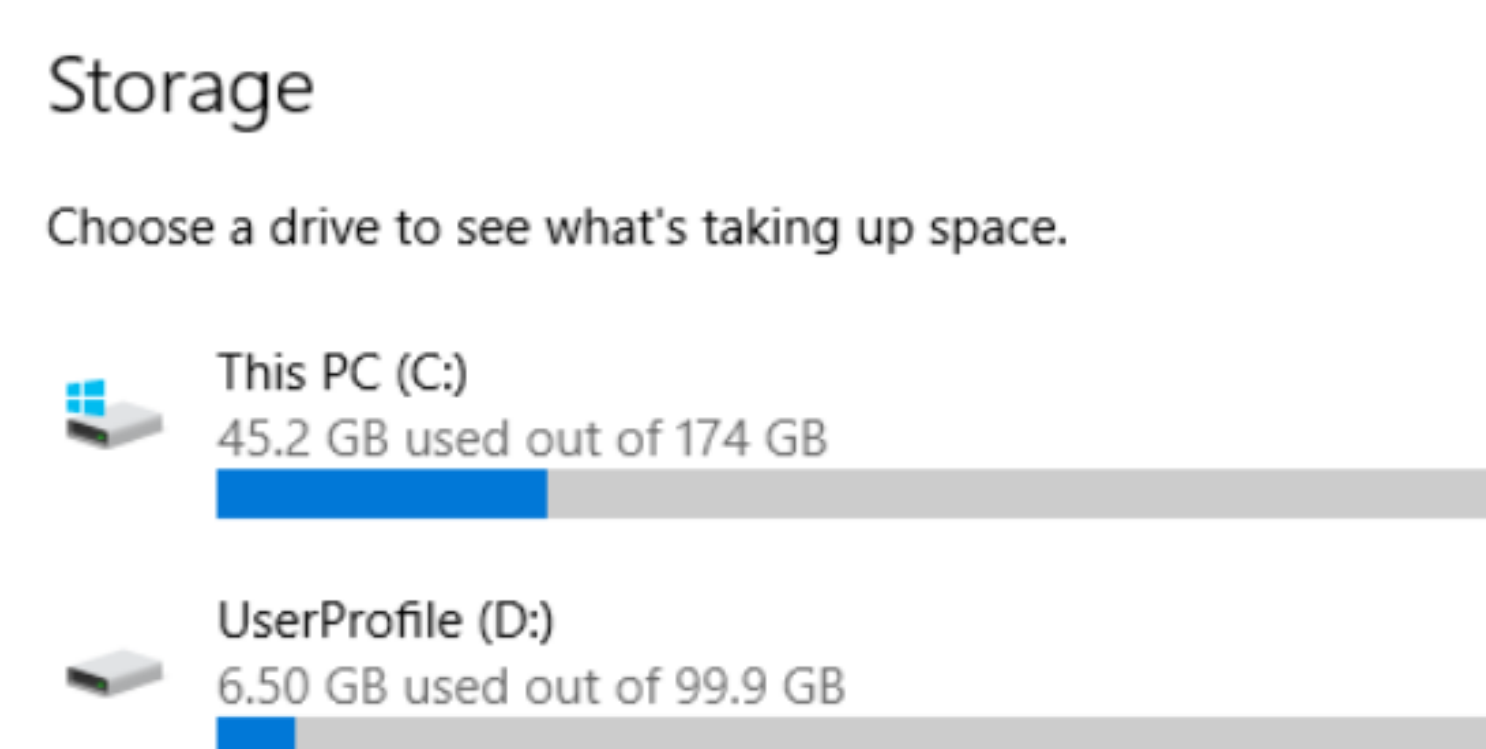 Storage
Choose a drive to see what's taking up space.
This PC (C:)
45.2 GB used out of 174 GB
UserProfile (D:)
6.50 GB used out of 99.9 GB